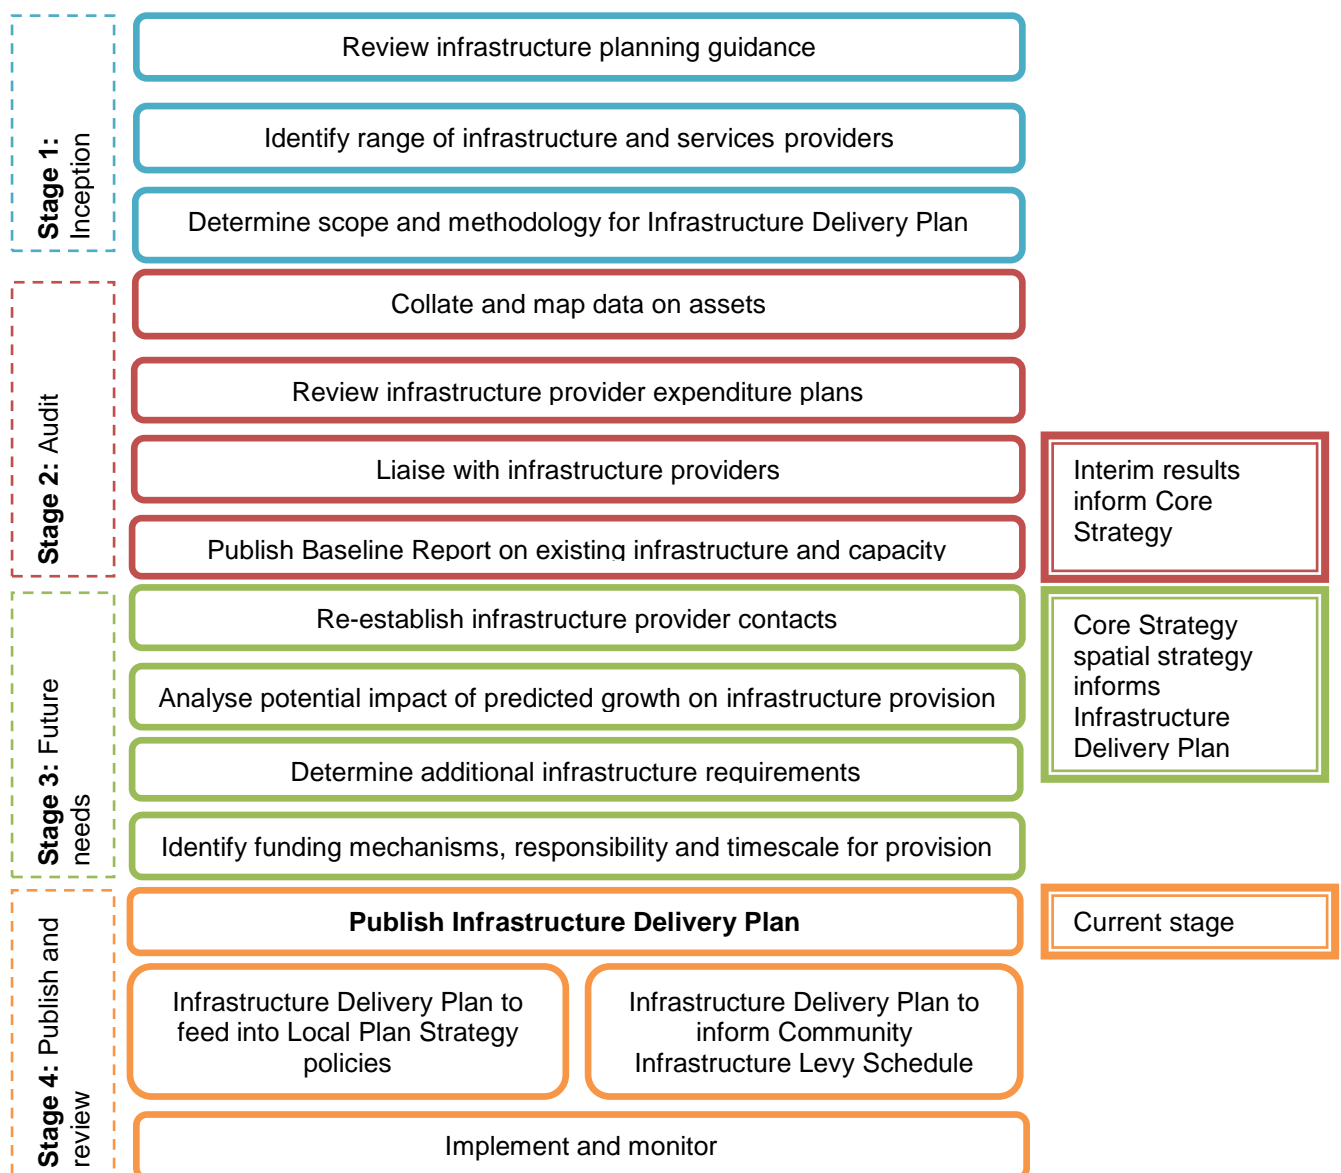 Stage 1:
Inception
Review infrastructure planning guidance
Identify range of infrastructure and services providers
Determine scope and methodology for Infrastructure Delivery Plan
Stage 2: Audit
Collate and map data on assets
Review infrastructure provider expenditure plans
Liaise with infrastructure providers
Publish Baseline Report on existing infrastructure and capacity
Interim results
inform Core
Strategy
Stage 3: Future
needs
Re-establish infrastructure provider contacts
Analyse potential impact of predicted growth on infrastructure provision
Determine additional infrastructure requirements
Identify funding mechanisms, responsibility and timescale for provision
Core Strategy
spatial strategy
informs
Infrastructure
Delivery Plan
Stage 4: Publish and
review
Publish Infrastructure Delivery Plan
Current stage
Infrastructure Delivery Plan to
feed into Local Plan Strategy
policies
Infrastructure Delivery Plan to
inform Community
Infrastructure Levy Schedule
Implement and monitor